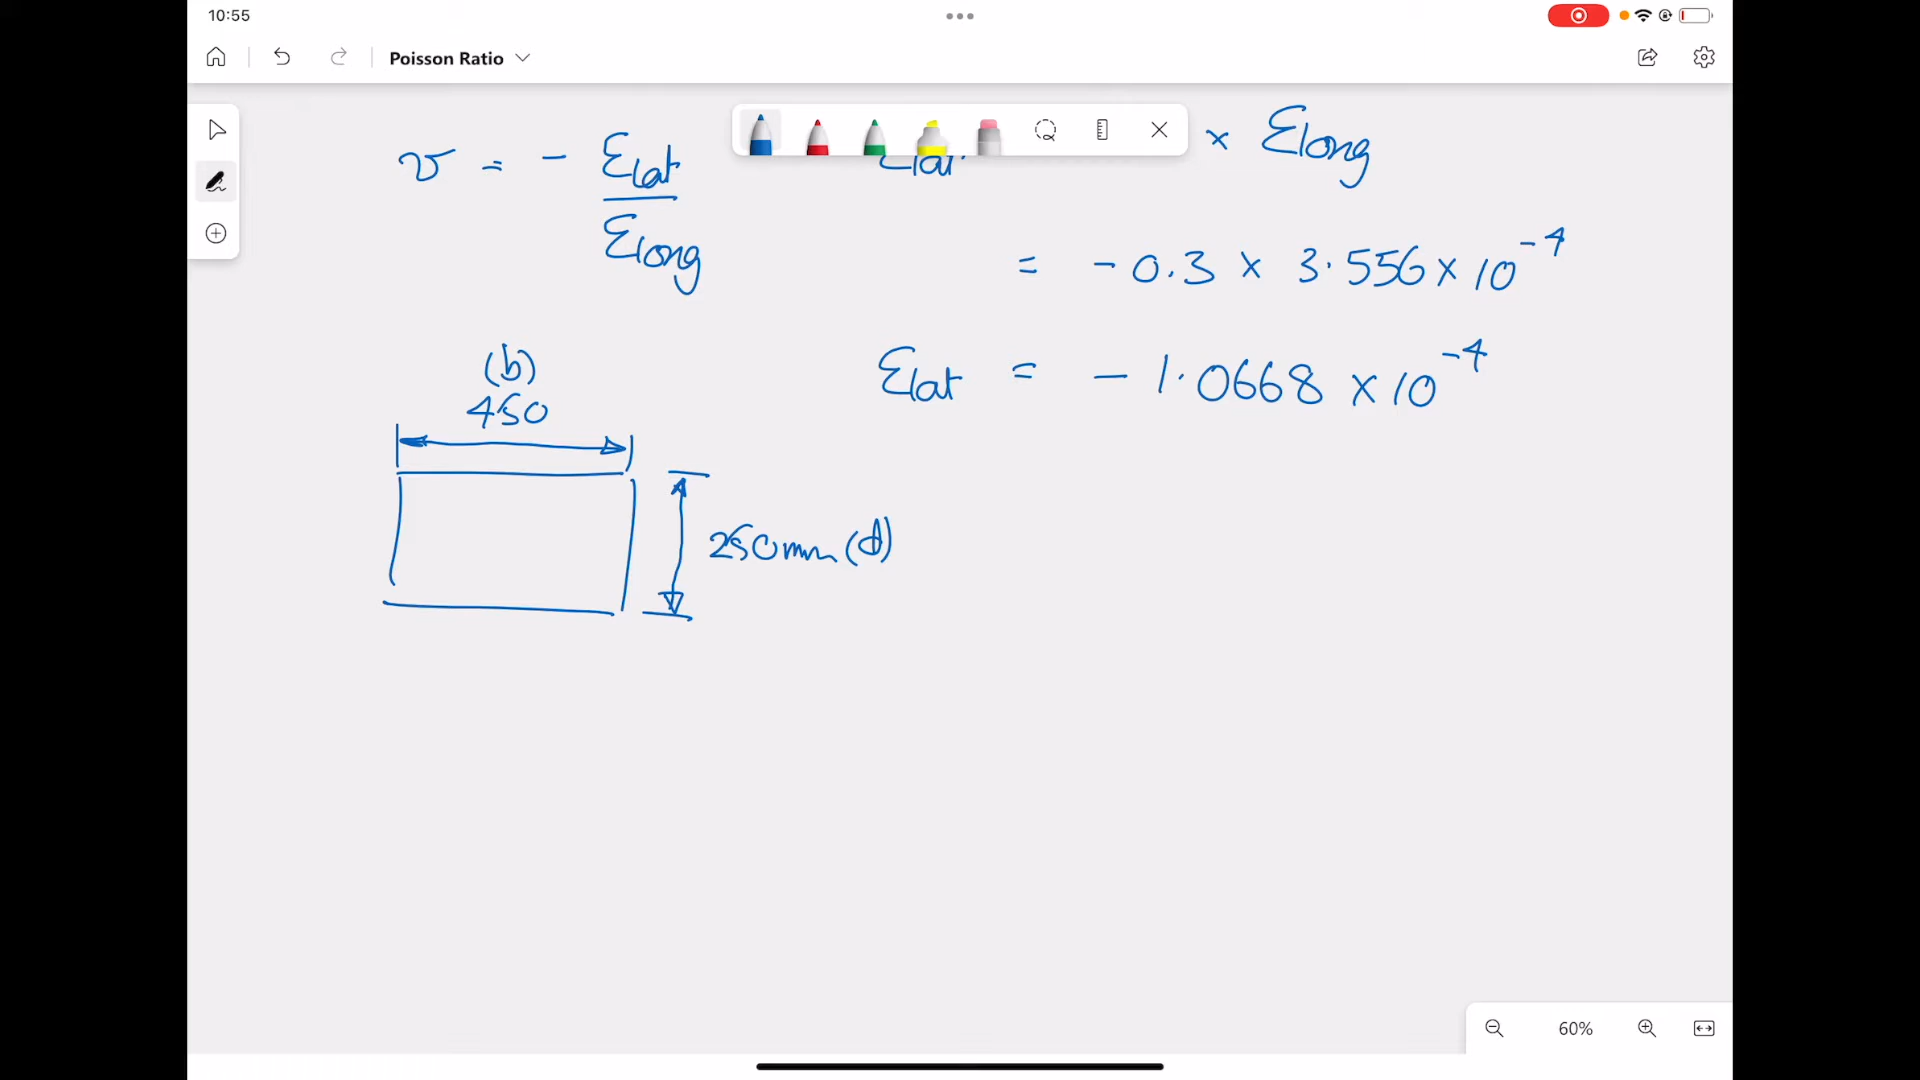 10:55
Poisson Ratio
ν = - εlat / εlong
εlat
× εlong
= - 0.3 × 3.556 × 10⁻⁴
εlat = - 1.0668 × 10⁻⁴
(b)
450
250mm (d)
60%